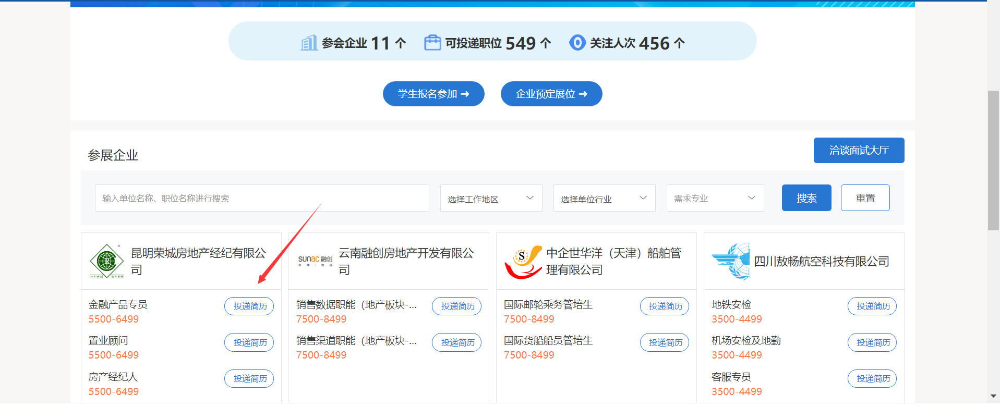 参会企业 11 个 可投递职位 549 个 关注人次 456 个
学生报名参加 → 企业预定展位 →
参展企业
洽谈面试大厅
输入单位名称、职位名称进行搜索 选择工作地区 选择单位行业 需求专业 搜索 重置
昆明荣城房地产经纪有限公
司
金融产品专员 投递简历
5500-6499
置业顾问 投递简历
5500-6499
房产经纪人 投递简历
5500-6499
sunac 融创
云南融创房地产开发有限公
司
销售数据职能（地产板块-... 投递简历
7500-8499
销售渠道职能（地产板块-... 投递简历
7500-8499
S
中企世华洋（天津）船舶管
理有限公司
国际邮轮乘务管培生 投递简历
7500-8499
国际货船船员管培生 投递简历
7500-8499
四川敖畅航空科技有限公司
地铁安检 投递简历
3500-4499
机场安检及地勤 投递简历
3500-4499
客服专员 投递简历
3500-4499